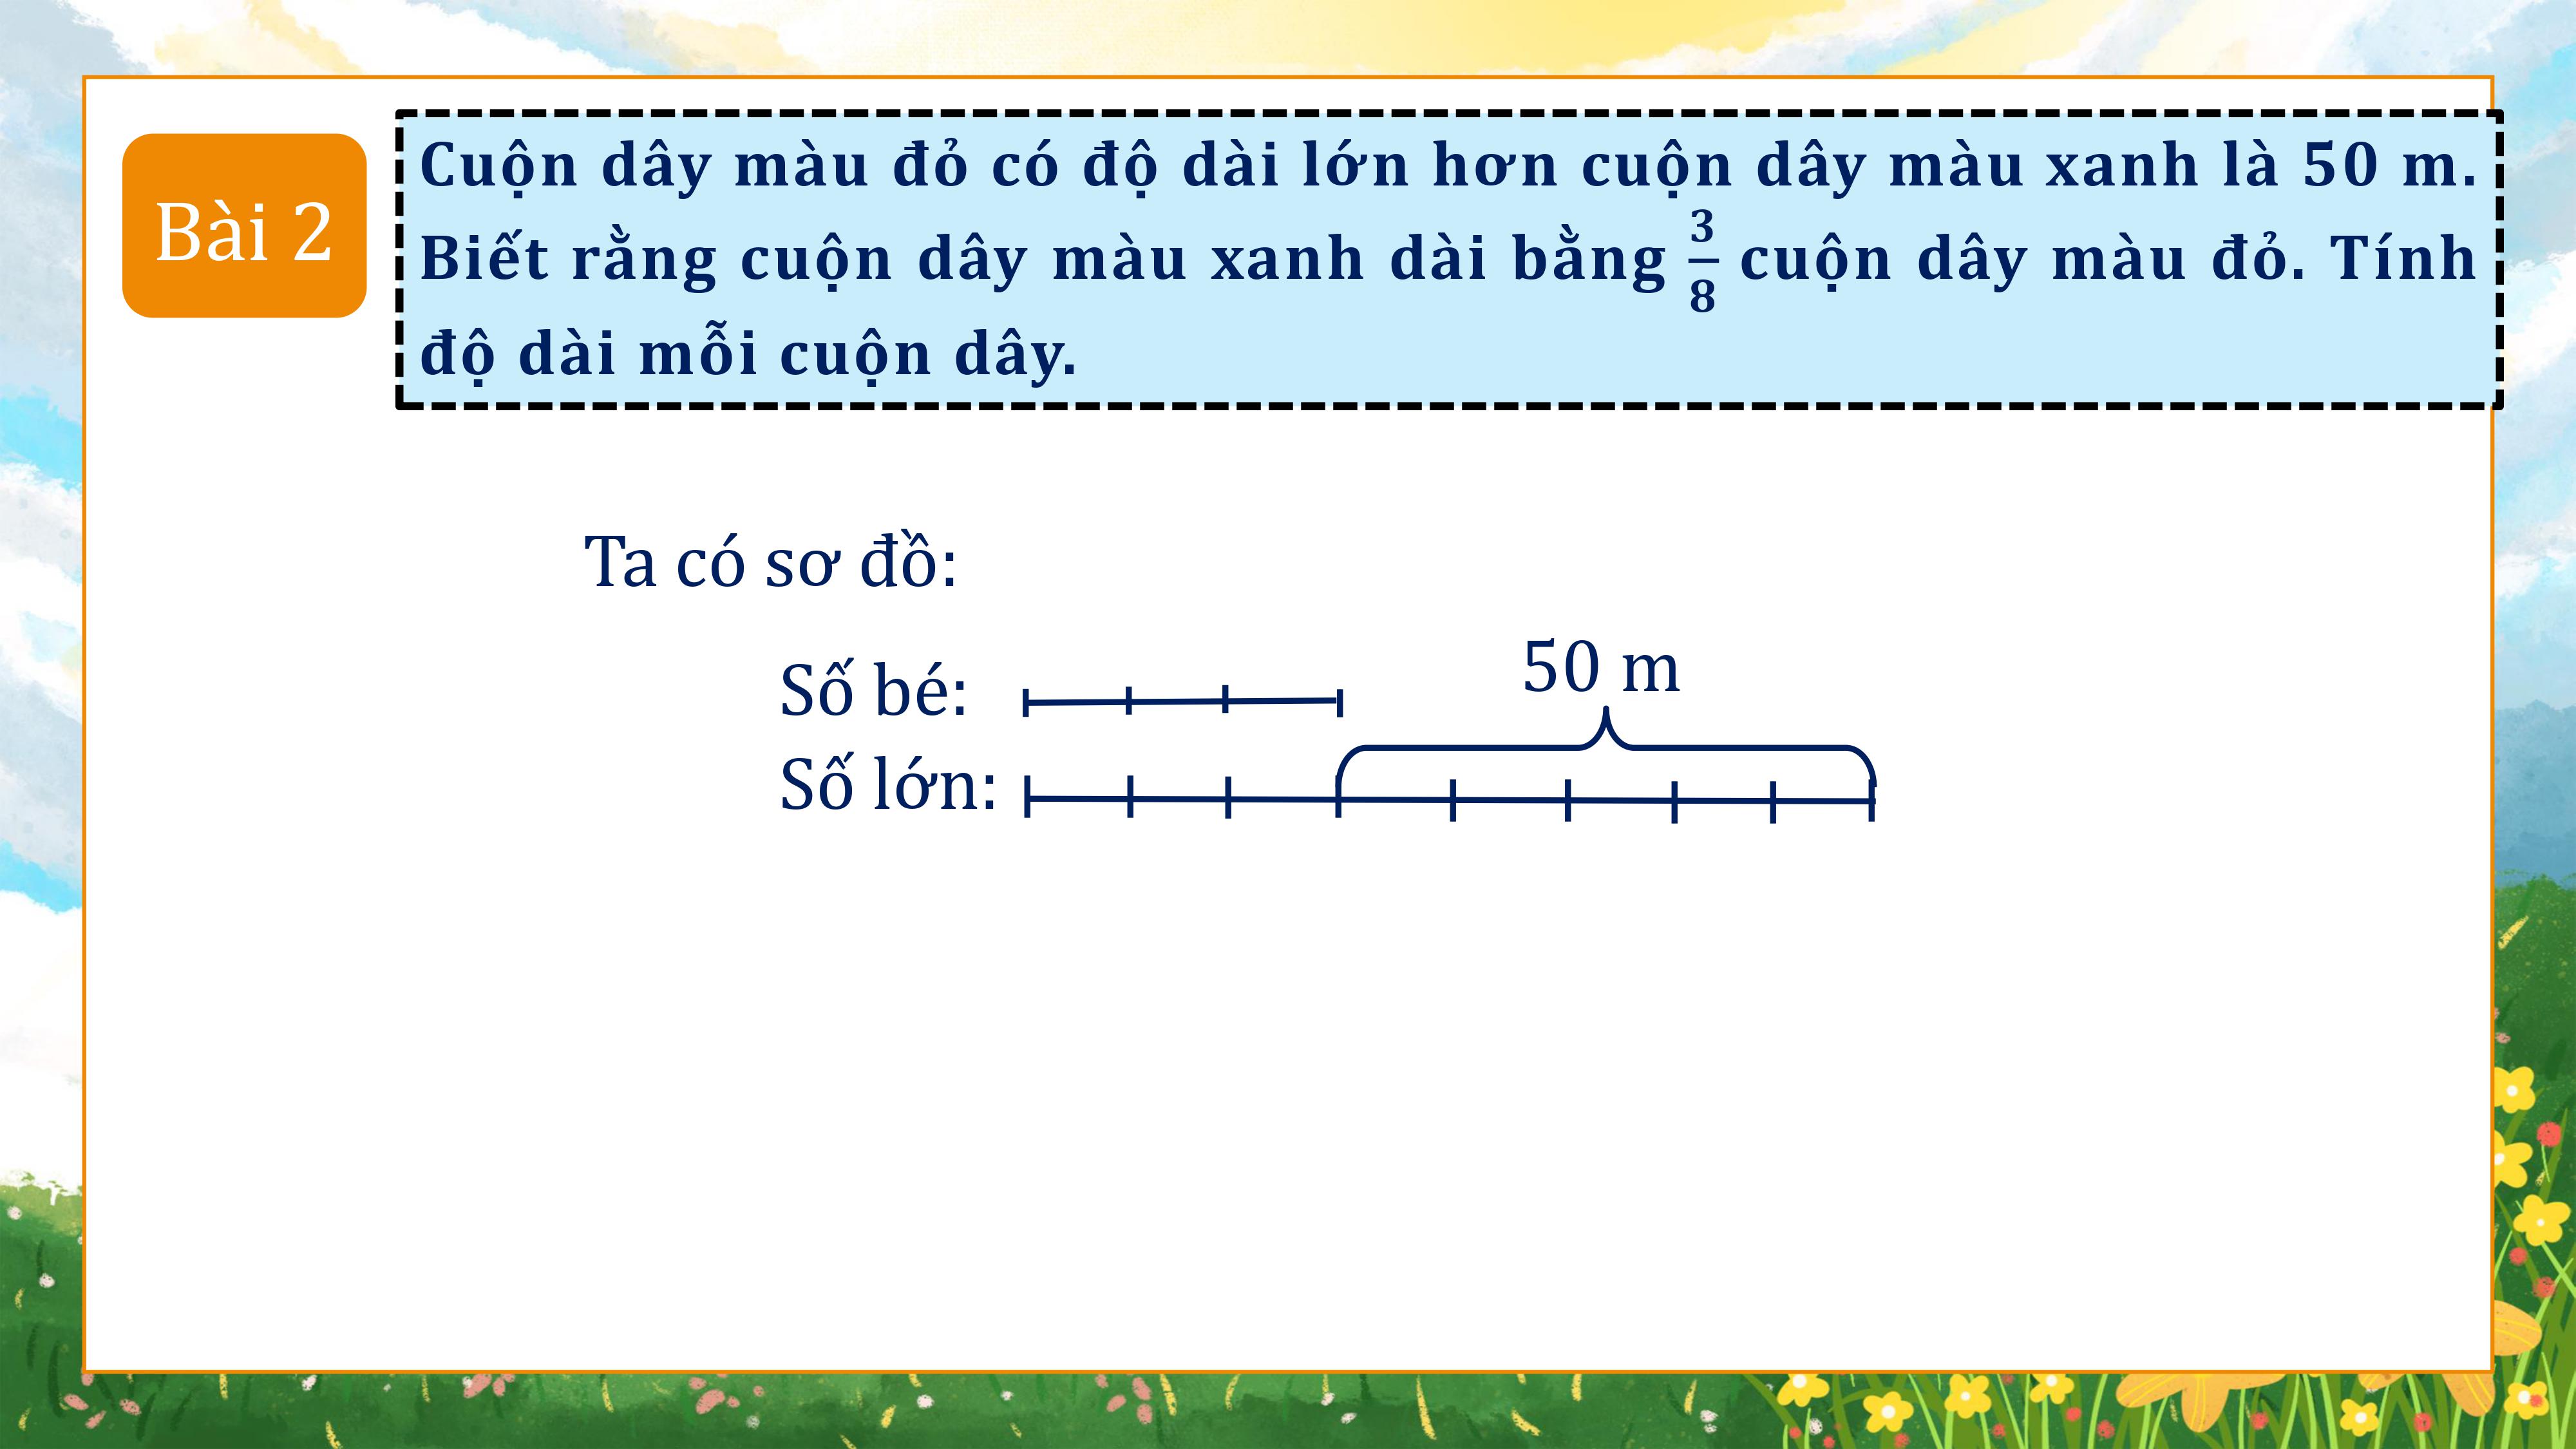 Bài 2
Cuộn dây màu đỏ có độ dài lớn hơn cuộn dây màu xanh là 50 m.
Biết rằng cuộn dây màu xanh dài bằng 3/8 cuộn dây màu đỏ. Tính
độ dài mỗi cuộn dây.
Ta có sơ đồ:
50 m
Số bé:
Số lớn: